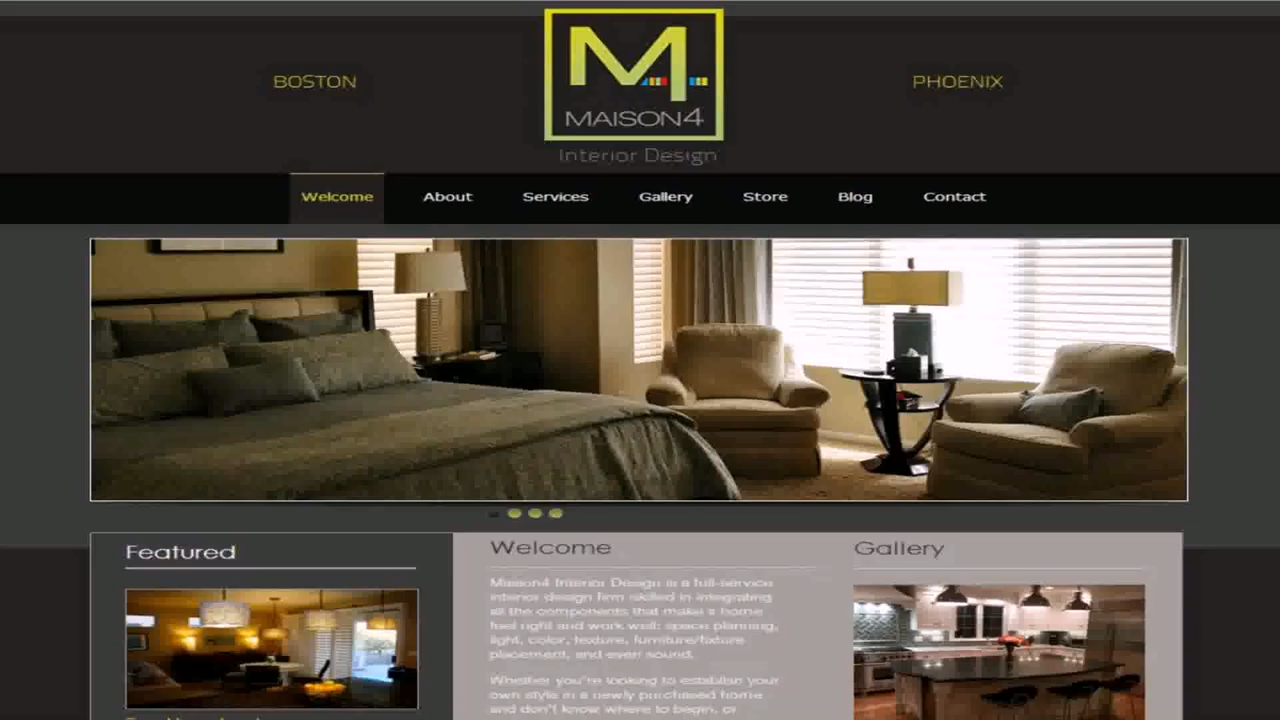 BOSTON
M4
MAISON4
Interior Design
PHOENIX
Welcome About Services Gallery Store Blog Contact
Featured
Welcome
Maison4 Interior Design is a full-service
interior design firm skilled in integrating
all the components that make a home
feel right and work well: space planning,
light, color, texture, furniture/fixture
placement, and even sound.
Whether you're looking to establish your
own style in a newly purchased home
and don't know where to begin, or
Gallery